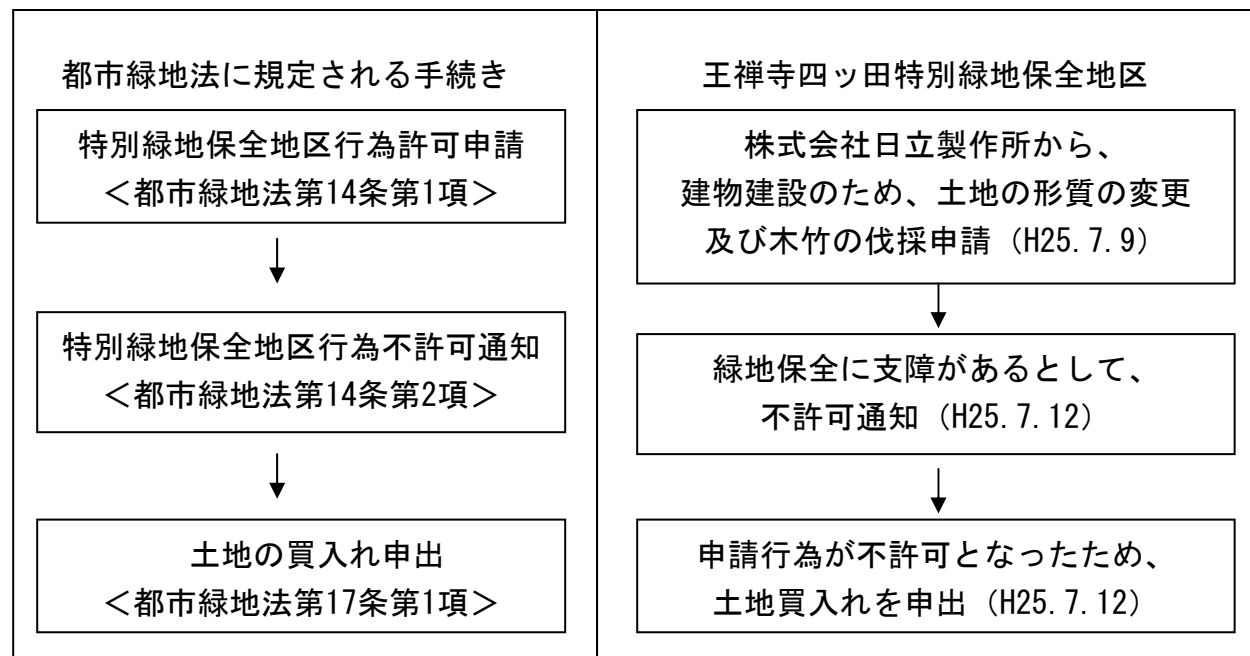 都市緑地法に規定される手続き
特別緑地保全地区行為許可申請
＜都市緑地法第14条第1項＞
特別緑地保全地区行為不許可通知
＜都市緑地法第14条第2項＞
土地の買入れ申出
＜都市緑地法第17条第1項＞
王禅寺四ッ田特別緑地保全地区
株式会社日立製作所から、
建物建設のため、土地の形質の変更
及び木竹の伐採申請（H25.7.9）
緑地保全に支障があるとして、
不許可通知（H25.7.12）
申請行為が不許可となったため、
土地買入れを申出（H25.7.12）